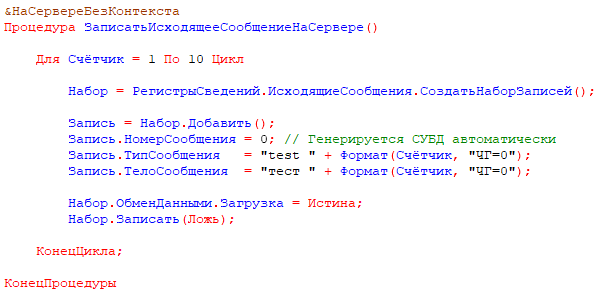 &НаСервереБезКонтекста
Процедура ЗаписатьИсходящееСообщениеНаСервере()
Для Счётчик = 1 По 10 Цикл
Набор = РегистрыСведений.ИсходящиеСообщения.СоздатьНаборЗаписей();
Запись = Набор.Добавить();
Запись.НомерСообщения = 0; // Генерируется СУБД автоматически
Запись.ТипСообщения   = "test " + Формат(Счётчик, "ЧГ=0");
Запись.ТелоСообщения  = "тест " + Формат(Счётчик, "ЧГ=0");
Набор.ОбменДанными.Загрузка = Истина;
Набор.Записать(Ложь);
КонецЦикла;
КонецПроцедуры